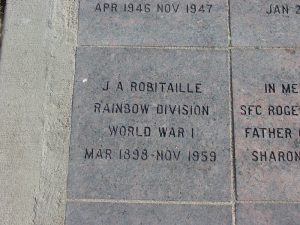 APR 1946 NOV 1947
JAN 2
J A ROBITAILLE
RAINBOW DIVISION
WORLD WAR I
MAR 1898-NOV 1959
IN ME
SFC ROGE
FATHER
SHARON